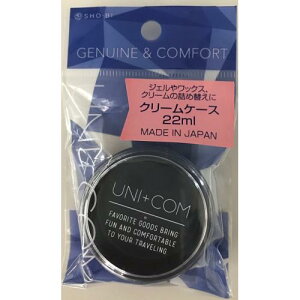 SHO-BI
GENUINE & COMFORT
ジェルやワックス、
クリームの詰め替えに
クリームケース
22ml
MADE IN JAPAN
UNI+COM
FAVORITE GOODS BRING
FUN AND COMFORTABLE
TO YOUR TRAVELING